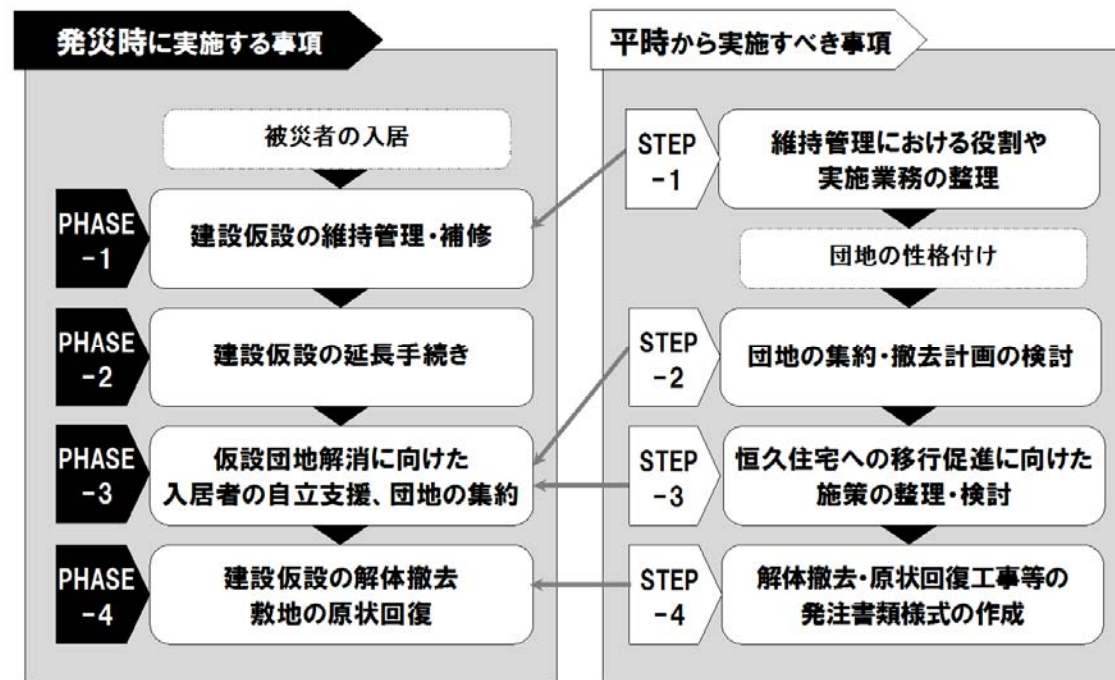 発災時に実施する事項
被災者の入居
PHASE
-1
建設仮設の維持管理・補修
PHASE
-2
建設仮設の延長手続き
PHASE
-3
仮設団地解消に向けた
入居者の自立支援、団地の集約
PHASE
-4
建設仮設の解体撤去
敷地の原状回復
平時から実施すべき事項
STEP
-1
維持管理における役割や
実施業務の整理
団地の性格付け
STEP
-2
団地の集約・撤去計画の検討
STEP
-3
恒久住宅への移行促進に向けた
施策の整理・検討
STEP
-4
解体撤去・原状回復工事等の
発注書類様式の作成